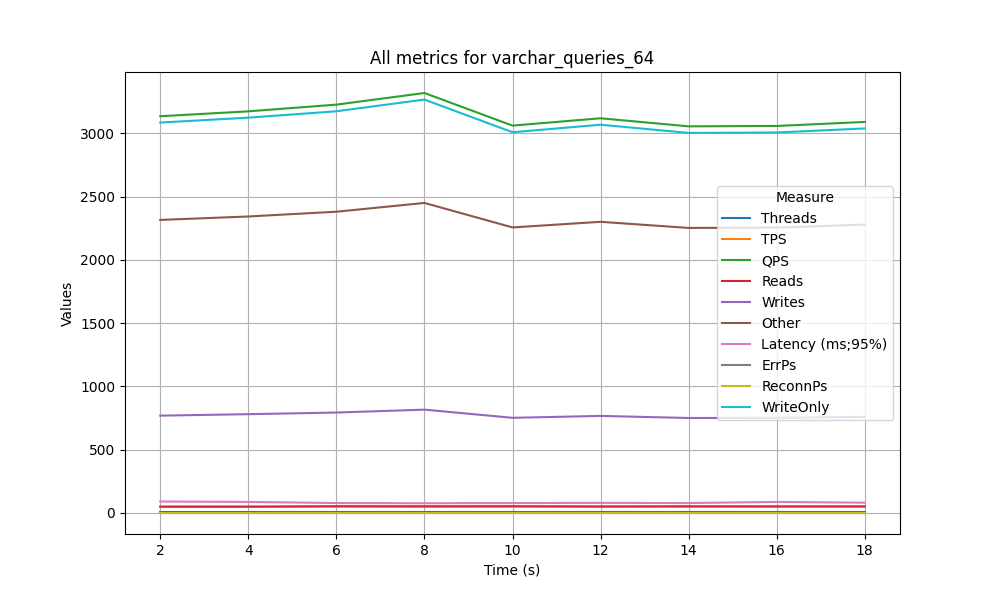 All metrics for varchar_queries_64
Values
3000
2500
2000
1500
1000
500
0
Measure
Threads
TPS
QPS
Reads
Writes
Other
Latency (ms;95%)
ErrPs
ReconnPs
WriteOnly
2 4 6 8 10 12 14 16 18
Time (s)